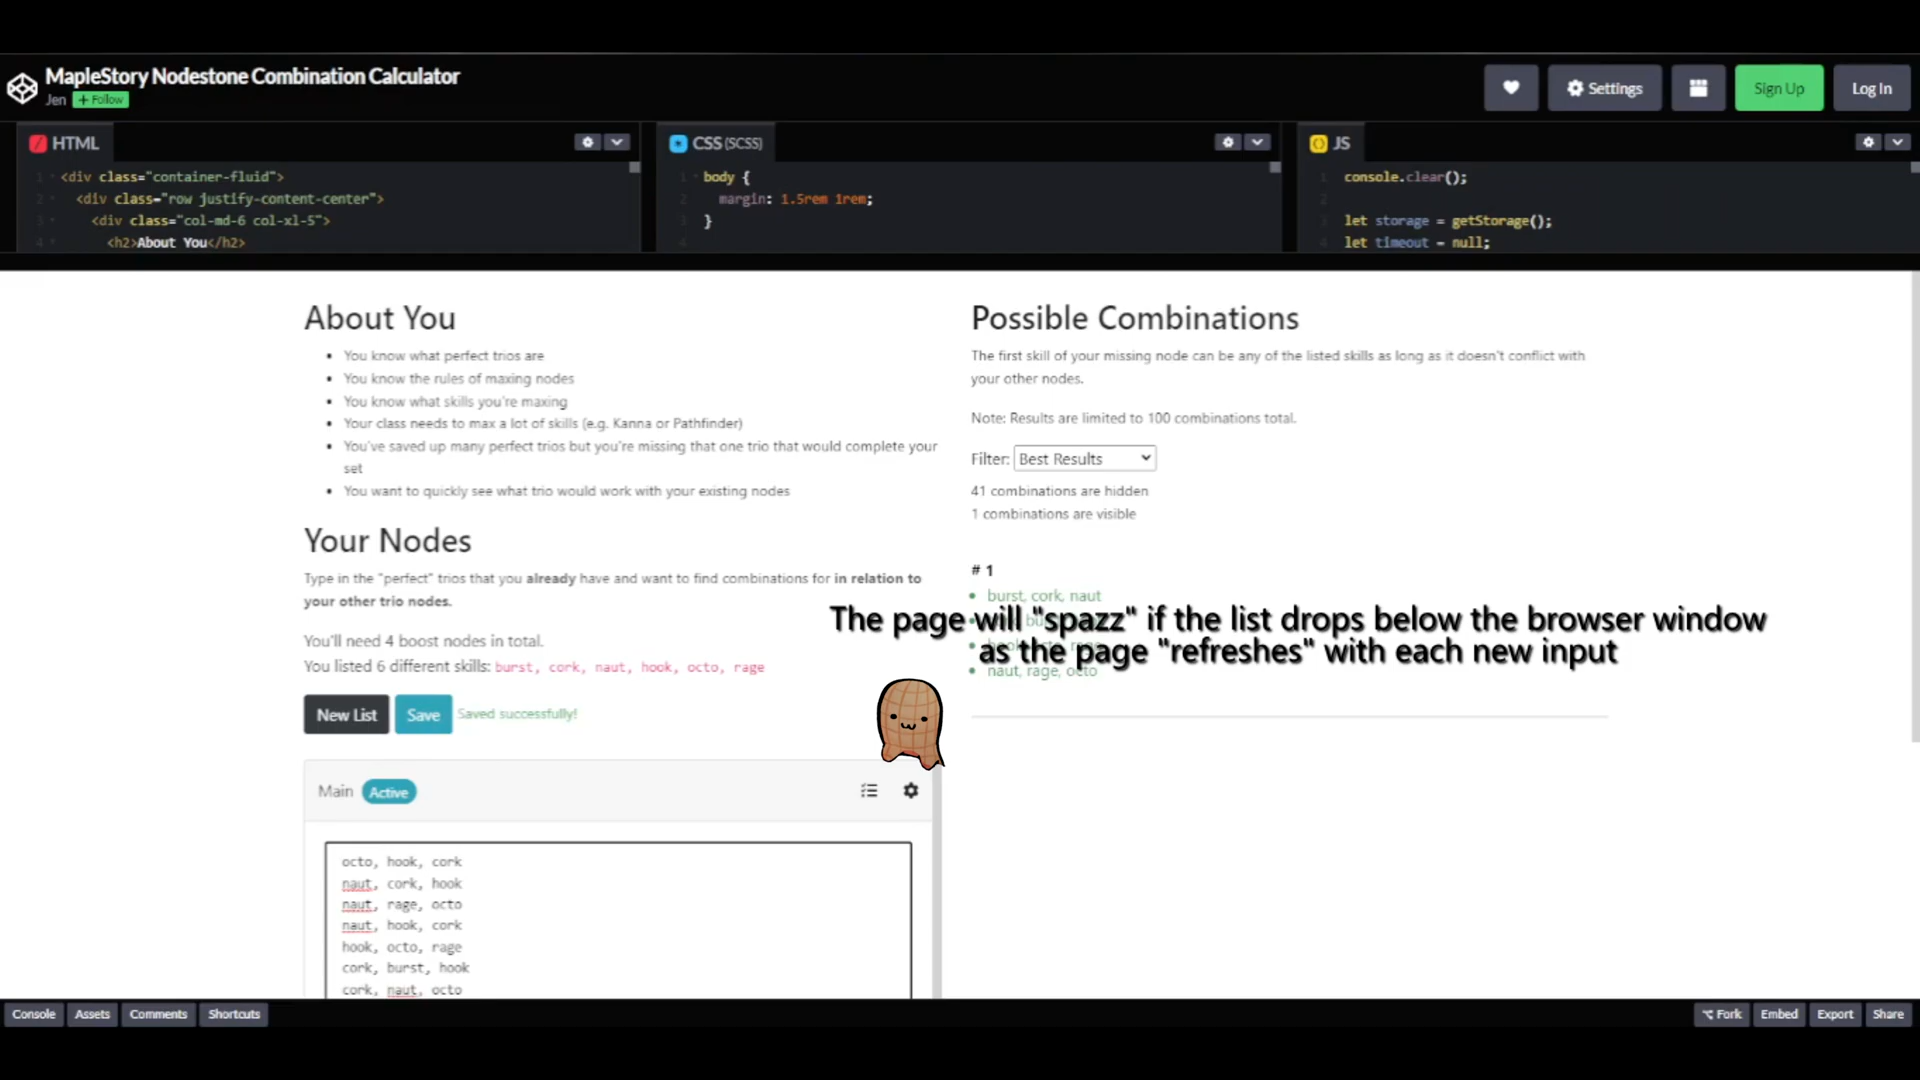 MapleStory Nodestone Combination Calculator
Jen + Follow
Settings
Sign Up
Log In
HTML
CSS (SCSS)
JS
1 <div class="container-fluid">
2 <div class="row justify-content-center">
3 <div class="col-md-6 col-xl-5">
4 <h2>About You</h2>
1 body {
2 margin: 1.5rem 1rem;
3 }
4
1 console.clear();
2
3 let storage = getStorage();
4 let timeout = null;
About You
• You know what perfect trios are
• You know the rules of maxing nodes
• You know what skills you're maxing
• Your class needs to max a lot of skills (e.g. Kanna or Pathfinder)
• You've saved up many perfect trios but you're missing that one trio that would complete your
set
• You want to quickly see what trio would work with your existing nodes
Your Nodes
Type in the "perfect" trios that you already have and want to find combinations for in relation to
your other trio nodes.
You'll need 4 boost nodes in total.
You listed 6 different skills: burst, cork, naut, hook, octo, rage
New List
Save
Saved successfully!
Main Active
octo, hook, cork
naut, cork, hook
naut, rage, octo
naut, hook, cork
hook, octo, rage
cork, burst, hook
cork, naut, octo
Possible Combinations
The first skill of your missing node can be any of the listed skills as long as it doesn't conflict with
your other nodes.
Note: Results are limited to 100 combinations total.
Filter: Best Results
41 combinations are hidden
1 combinations are visible
# 1
• burst, cork, naut
The page will "spazz" if the list drops below the browser window
as the page "refreshes" with each new input
• naut, rage, octo
Console
Assets
Comments
Shortcuts
Fork
Embed
Export
Share